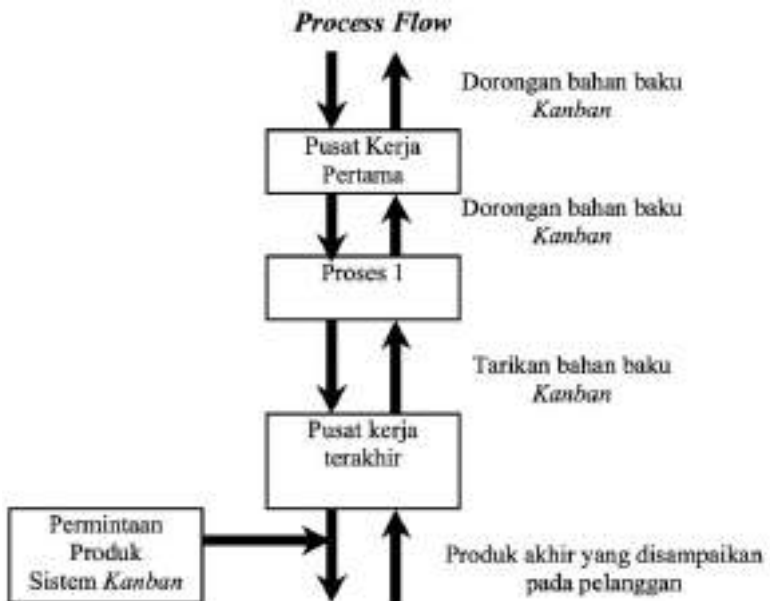 Process Flow
Dorongan bahan baku
Kanban
Pusat Kerja
Pertama
Dorongan bahan baku
Kanban
Proses 1
Tarikan bahan baku
Kanban
Pusat kerja
terakhir
Permintaan
Produk
Sistem Kanban
Produk akhir yang disampaikan
pada pelanggan